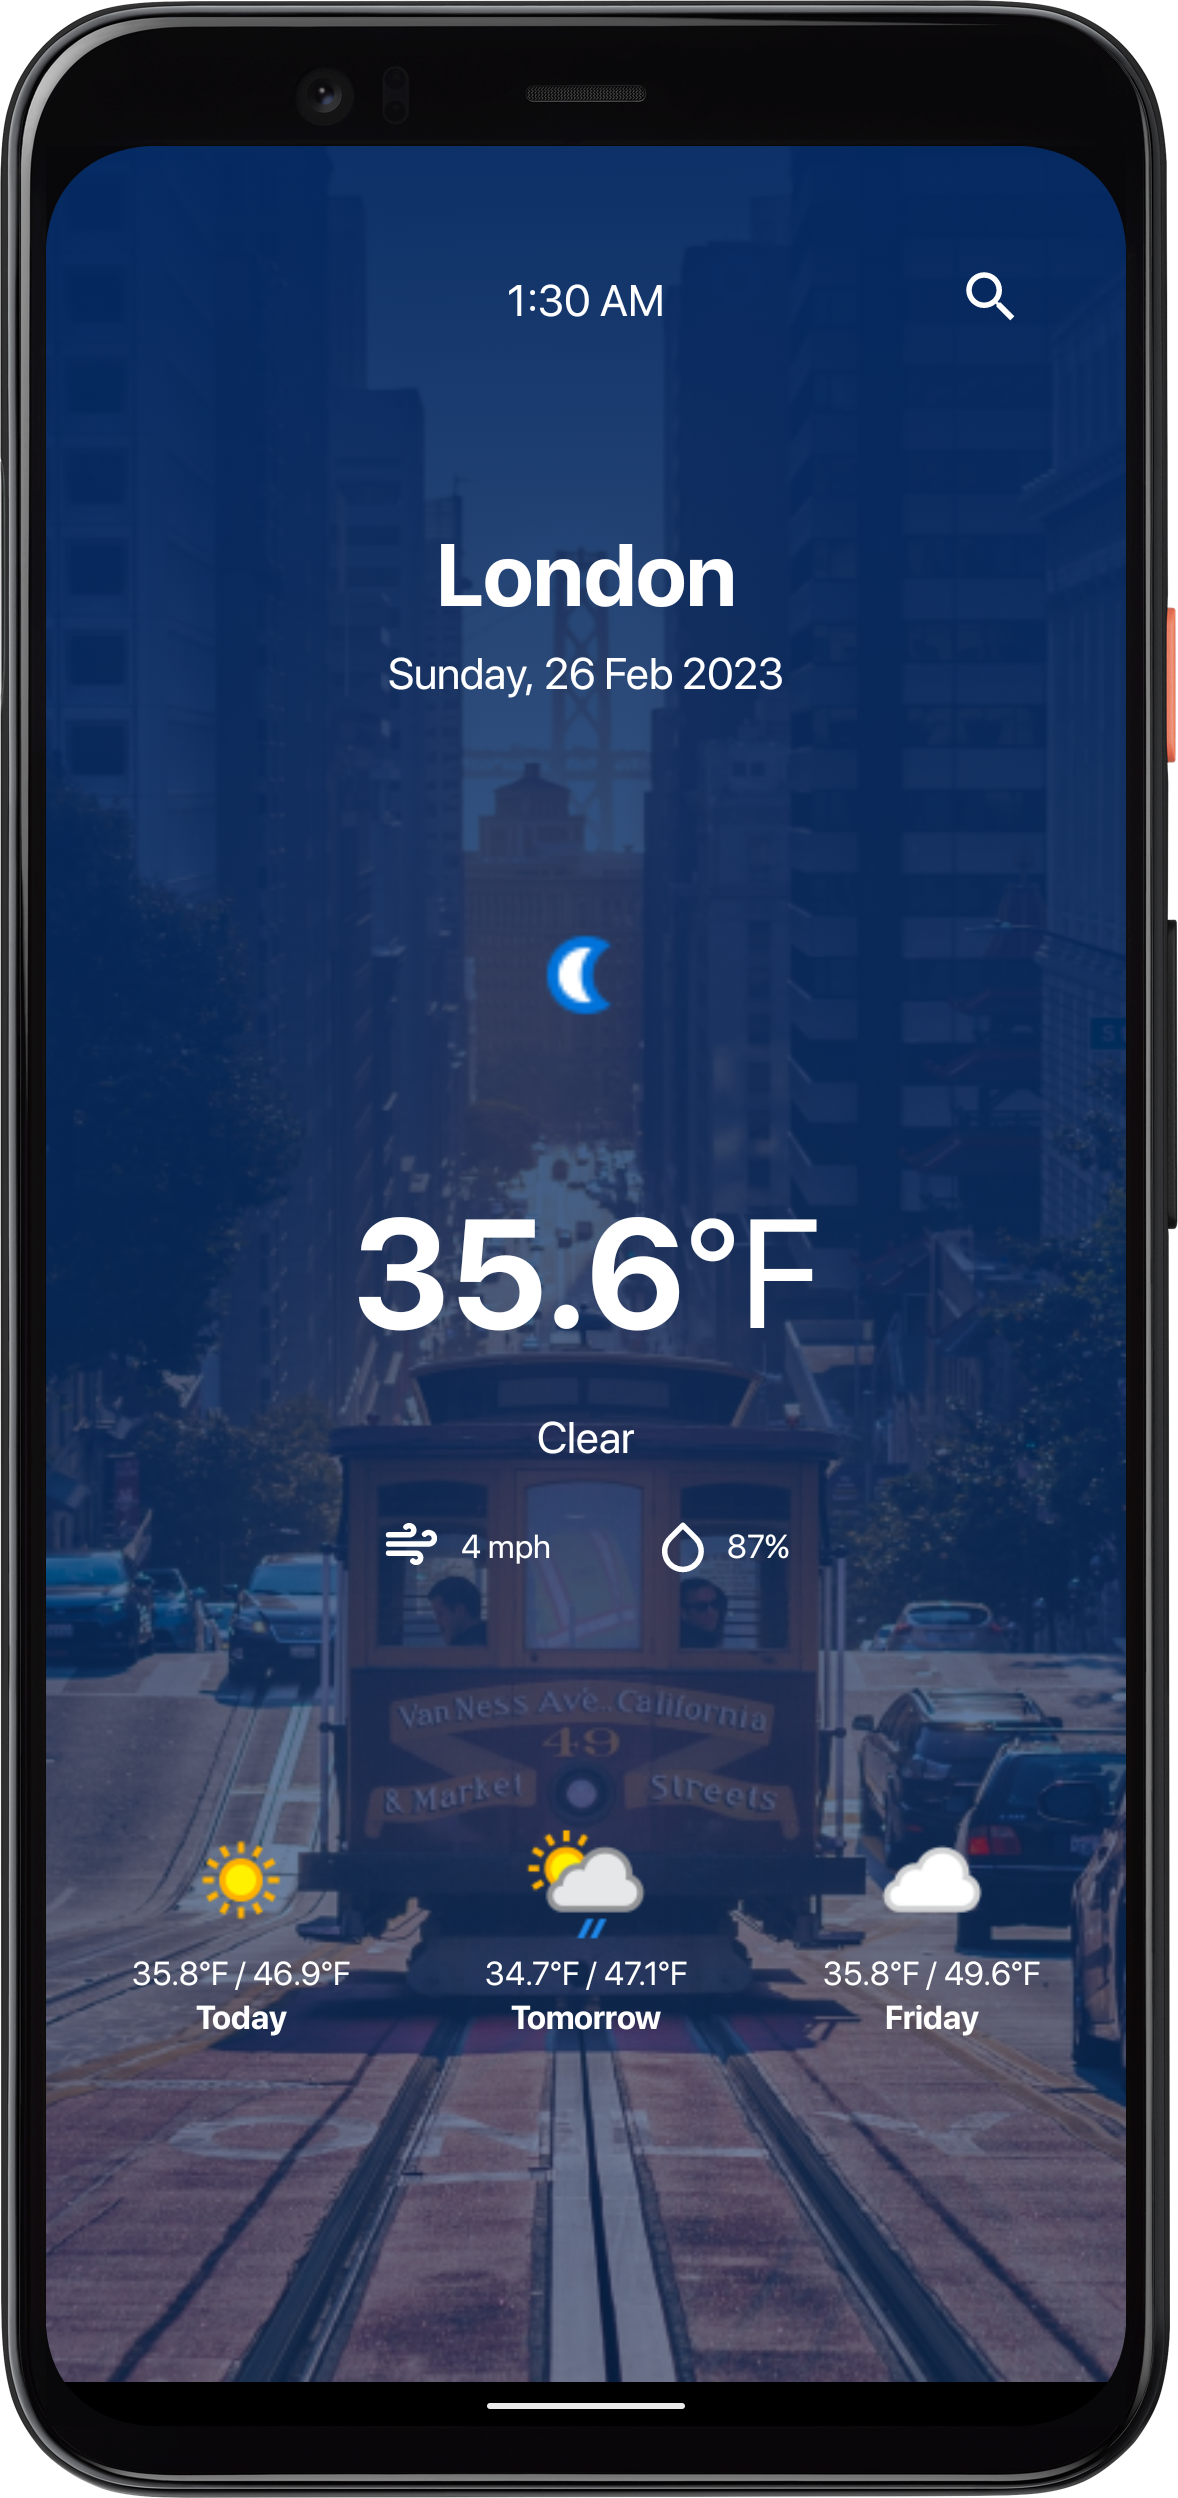 1:30 AM
London
Sunday, 26 Feb 2023
35.6°F
Clear
4 mph 87%
Van Ness Ave. California
49
& Market Streets
35.8°F / 46.9°F 34.7°F / 47.1°F 35.8°F / 49.6°F
Today Tomorrow Friday
ONLY